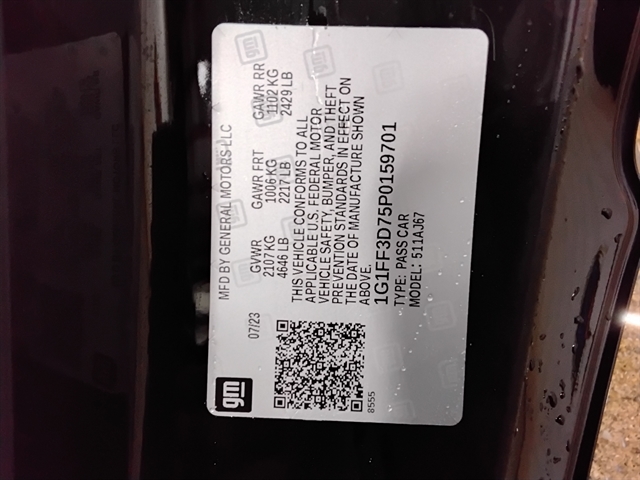 gm
MFD BY GENERAL MOTORS LLC
07/23
GVWR GAWR FRT GAWR RR
2107KG 1006 KG 1102 KG
4646 LB 2217 LB 2429 LB
THIS VEHICLE CONFORMS TO ALL
APPLICABLE U.S. FEDERAL MOTOR
VEHICLE SAFETY, BUMPER, AND THEFT
PREVENTION STANDARDS IN EFFECT ON
THE DATE OF MANUFACTURE SHOWN
ABOVE.
1G1FF3D75P0159701
TYPE: PASS CAR
MODEL: 511AJ67
8555